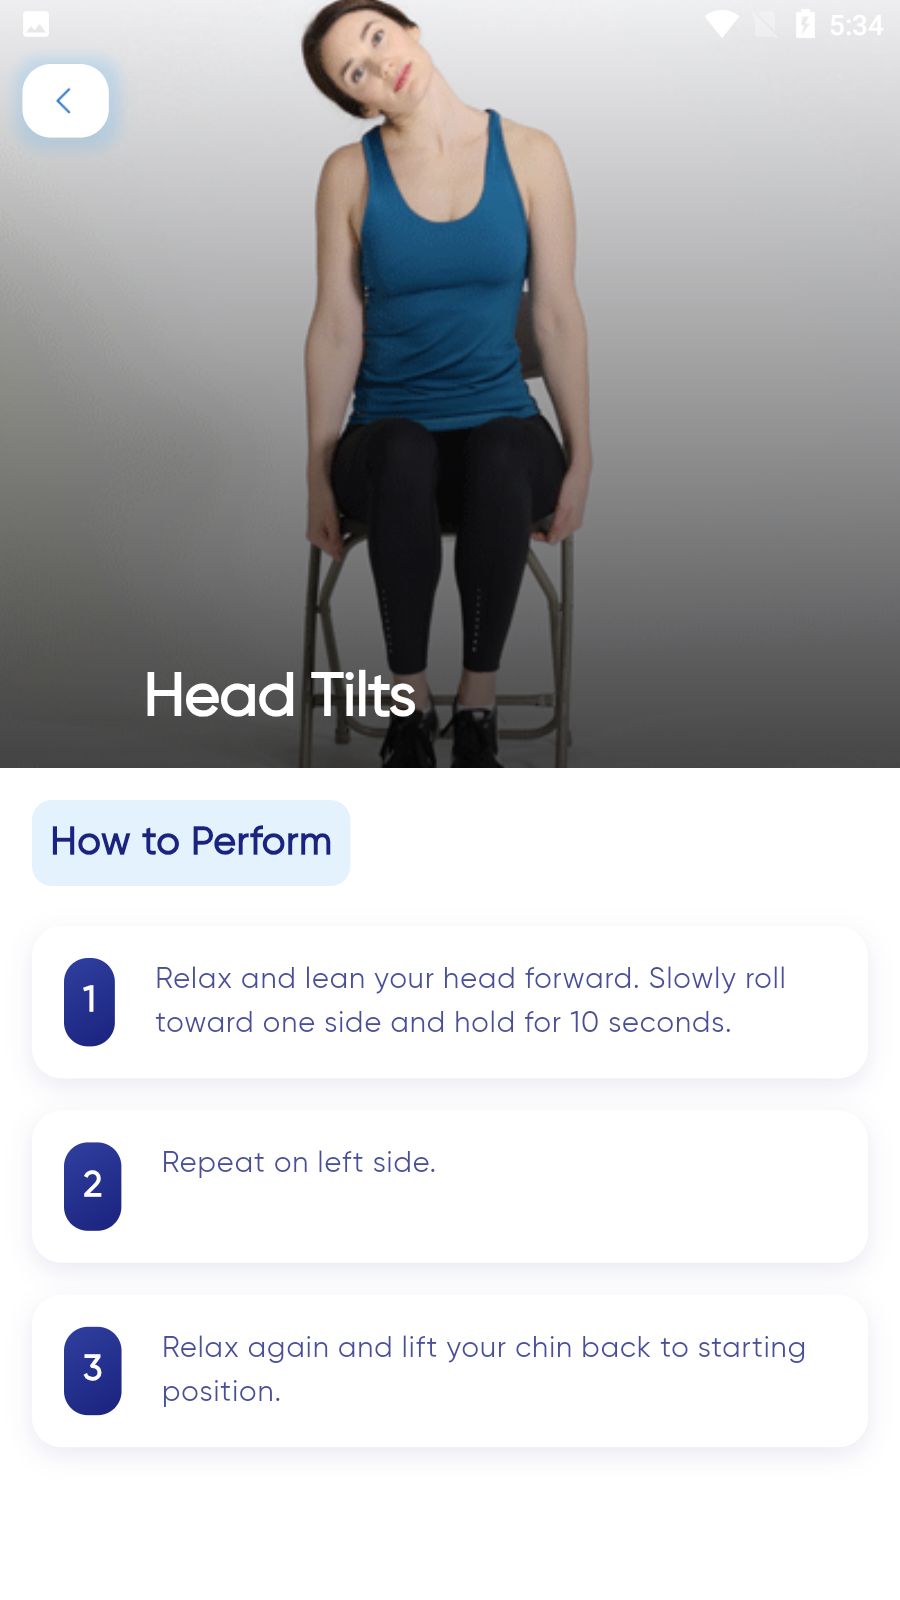 5:34
Head Tilts
How to Perform
1
Relax and lean your head forward. Slowly roll
toward one side and hold for 10 seconds.
2
Repeat on left side.
3
Relax again and lift your chin back to starting
position.